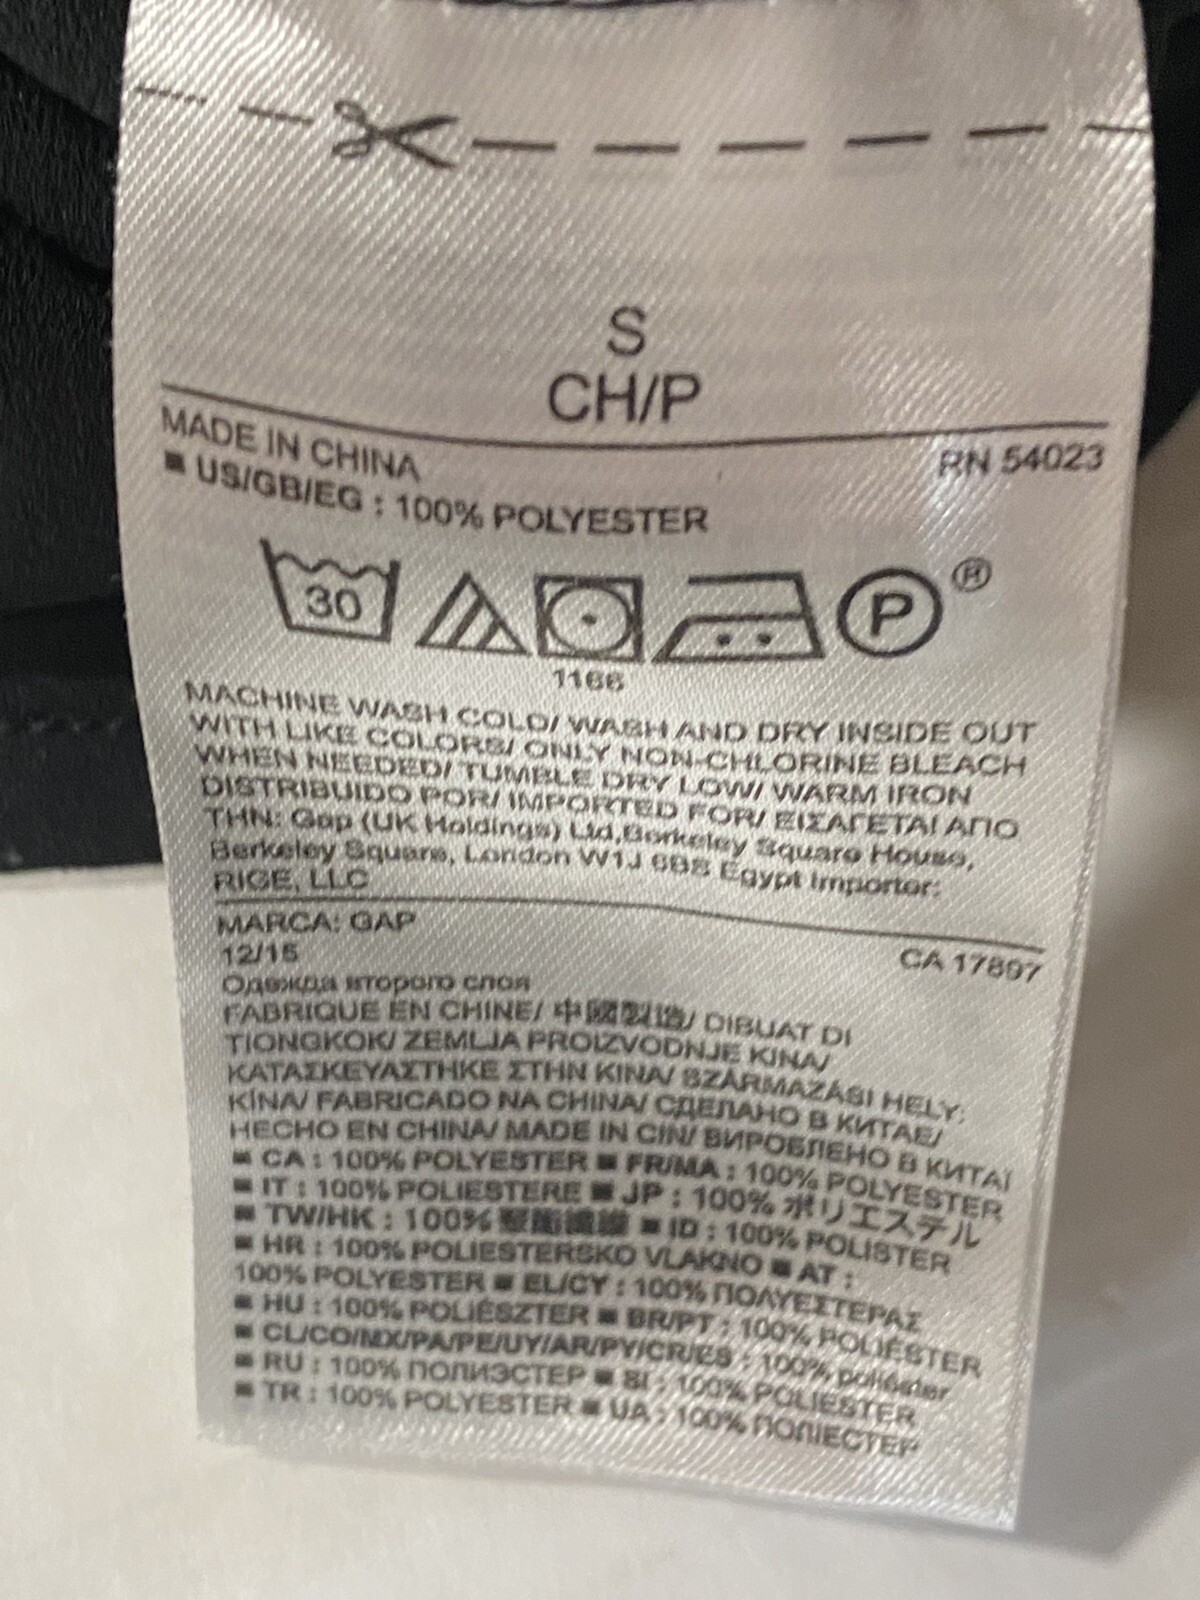 S
CH/P
MADE IN CHINA
RN 54023
■ US/GB/EG : 100% POLYESTER
30
P
®
1166
MACHINE WASH COLD/ WASH AND DRY INSIDE OUT
WITH LIKE COLORS/ ONLY NON-CHLORINE BLEACH
WHEN NEEDED/ TUMBLE DRY LOW/ WARM IRON
DISTRIBUIDO POR/ IMPORTED FOR/ ΕΙΣΑΓΕΤΑΙ ΑΠΟ
THN: Gap (UK Holdings) Ltd,Berkeley Square House,
Berkeley Square, London W1J 6BS Egypt Importer:
RIGE, LLC
MARCA: GAP
CA 17897
12/15
Одежда второго слоя
FABRIQUE EN CHINE/ 中國製造/ DIBUAT DI
TIONGKOK/ ZEMLJA PROIZVODNJE KINA/
ΚΑΤΑΣΚΕΥΑΣΤΗΚΕ ΣΤΗΝ ΚΙΝΑ/ SZÁRMAZÁSI HELY:
KÍNA/ FABRICADO NA CHINA/ СДЕЛАНО В КИТАЕ/
HECHO EN CHINA/ MADE IN CIN/ ВИРОБЛЕНО В КИТАЇ
■ CA : 100% POLYESTER ■ FR/MA : 100% POLYESTER
■ IT : 100% POLIESTERE ■ JP : 100% ポリエステル
■ TW/HK : 100% 聚酯纖維 ■ ID : 100% POLISTER
■ HR : 100% POLIESTERSKO VLAKNO ■ AT :
100% POLYESTER ■ EL/CY : 100% ΠΟΛΥΕΣΤΕΡΑΣ
■ HU : 100% POLIÉSZTER ■ BR/PT : 100% POLIÉSTER
■ CL/CO/MX/PA/PE/UY/AR/PY/CR/ES : 100% poliéster
■ RU : 100% ПОЛИЭСТЕР ■ SI : 100% POLIESTER
■ TR : 100% POLYESTER ■ UA : 100% ПОЛІЕСТЕР